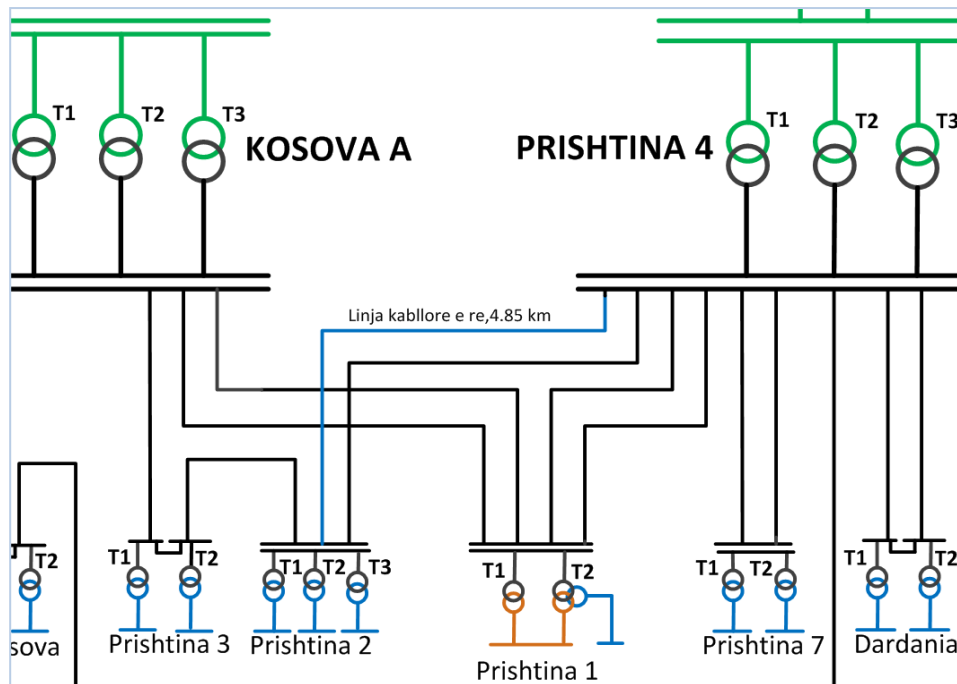 T1 T2 T3 KOSOVA A
PRISHTINA 4 T1 T2 T3
Linja kabllore e re,4.85 km
T2
T1 T2
T1 T2 T3
T1 T2
T1 T2
T1 T2
sova
Prishtina 3
Prishtina 2
Prishtina 1
Prishtina 7
Dardania